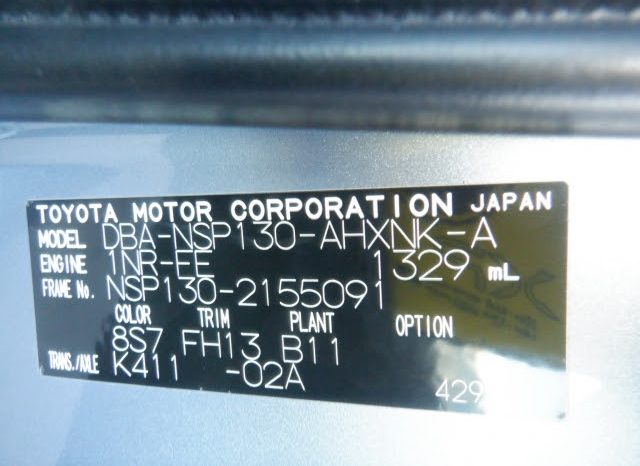 TOYOTA MOTOR CORPORATION JAPAN
MODEL DBA-NSP130-AHXNK-A
ENGINE 1NR-FE 1329 mL
FRAME No. NSP130-2155091
COLOR TRIM PLANT OPTION
8S7 FH13 B11
TRANS./AXLE K411 -02A
429